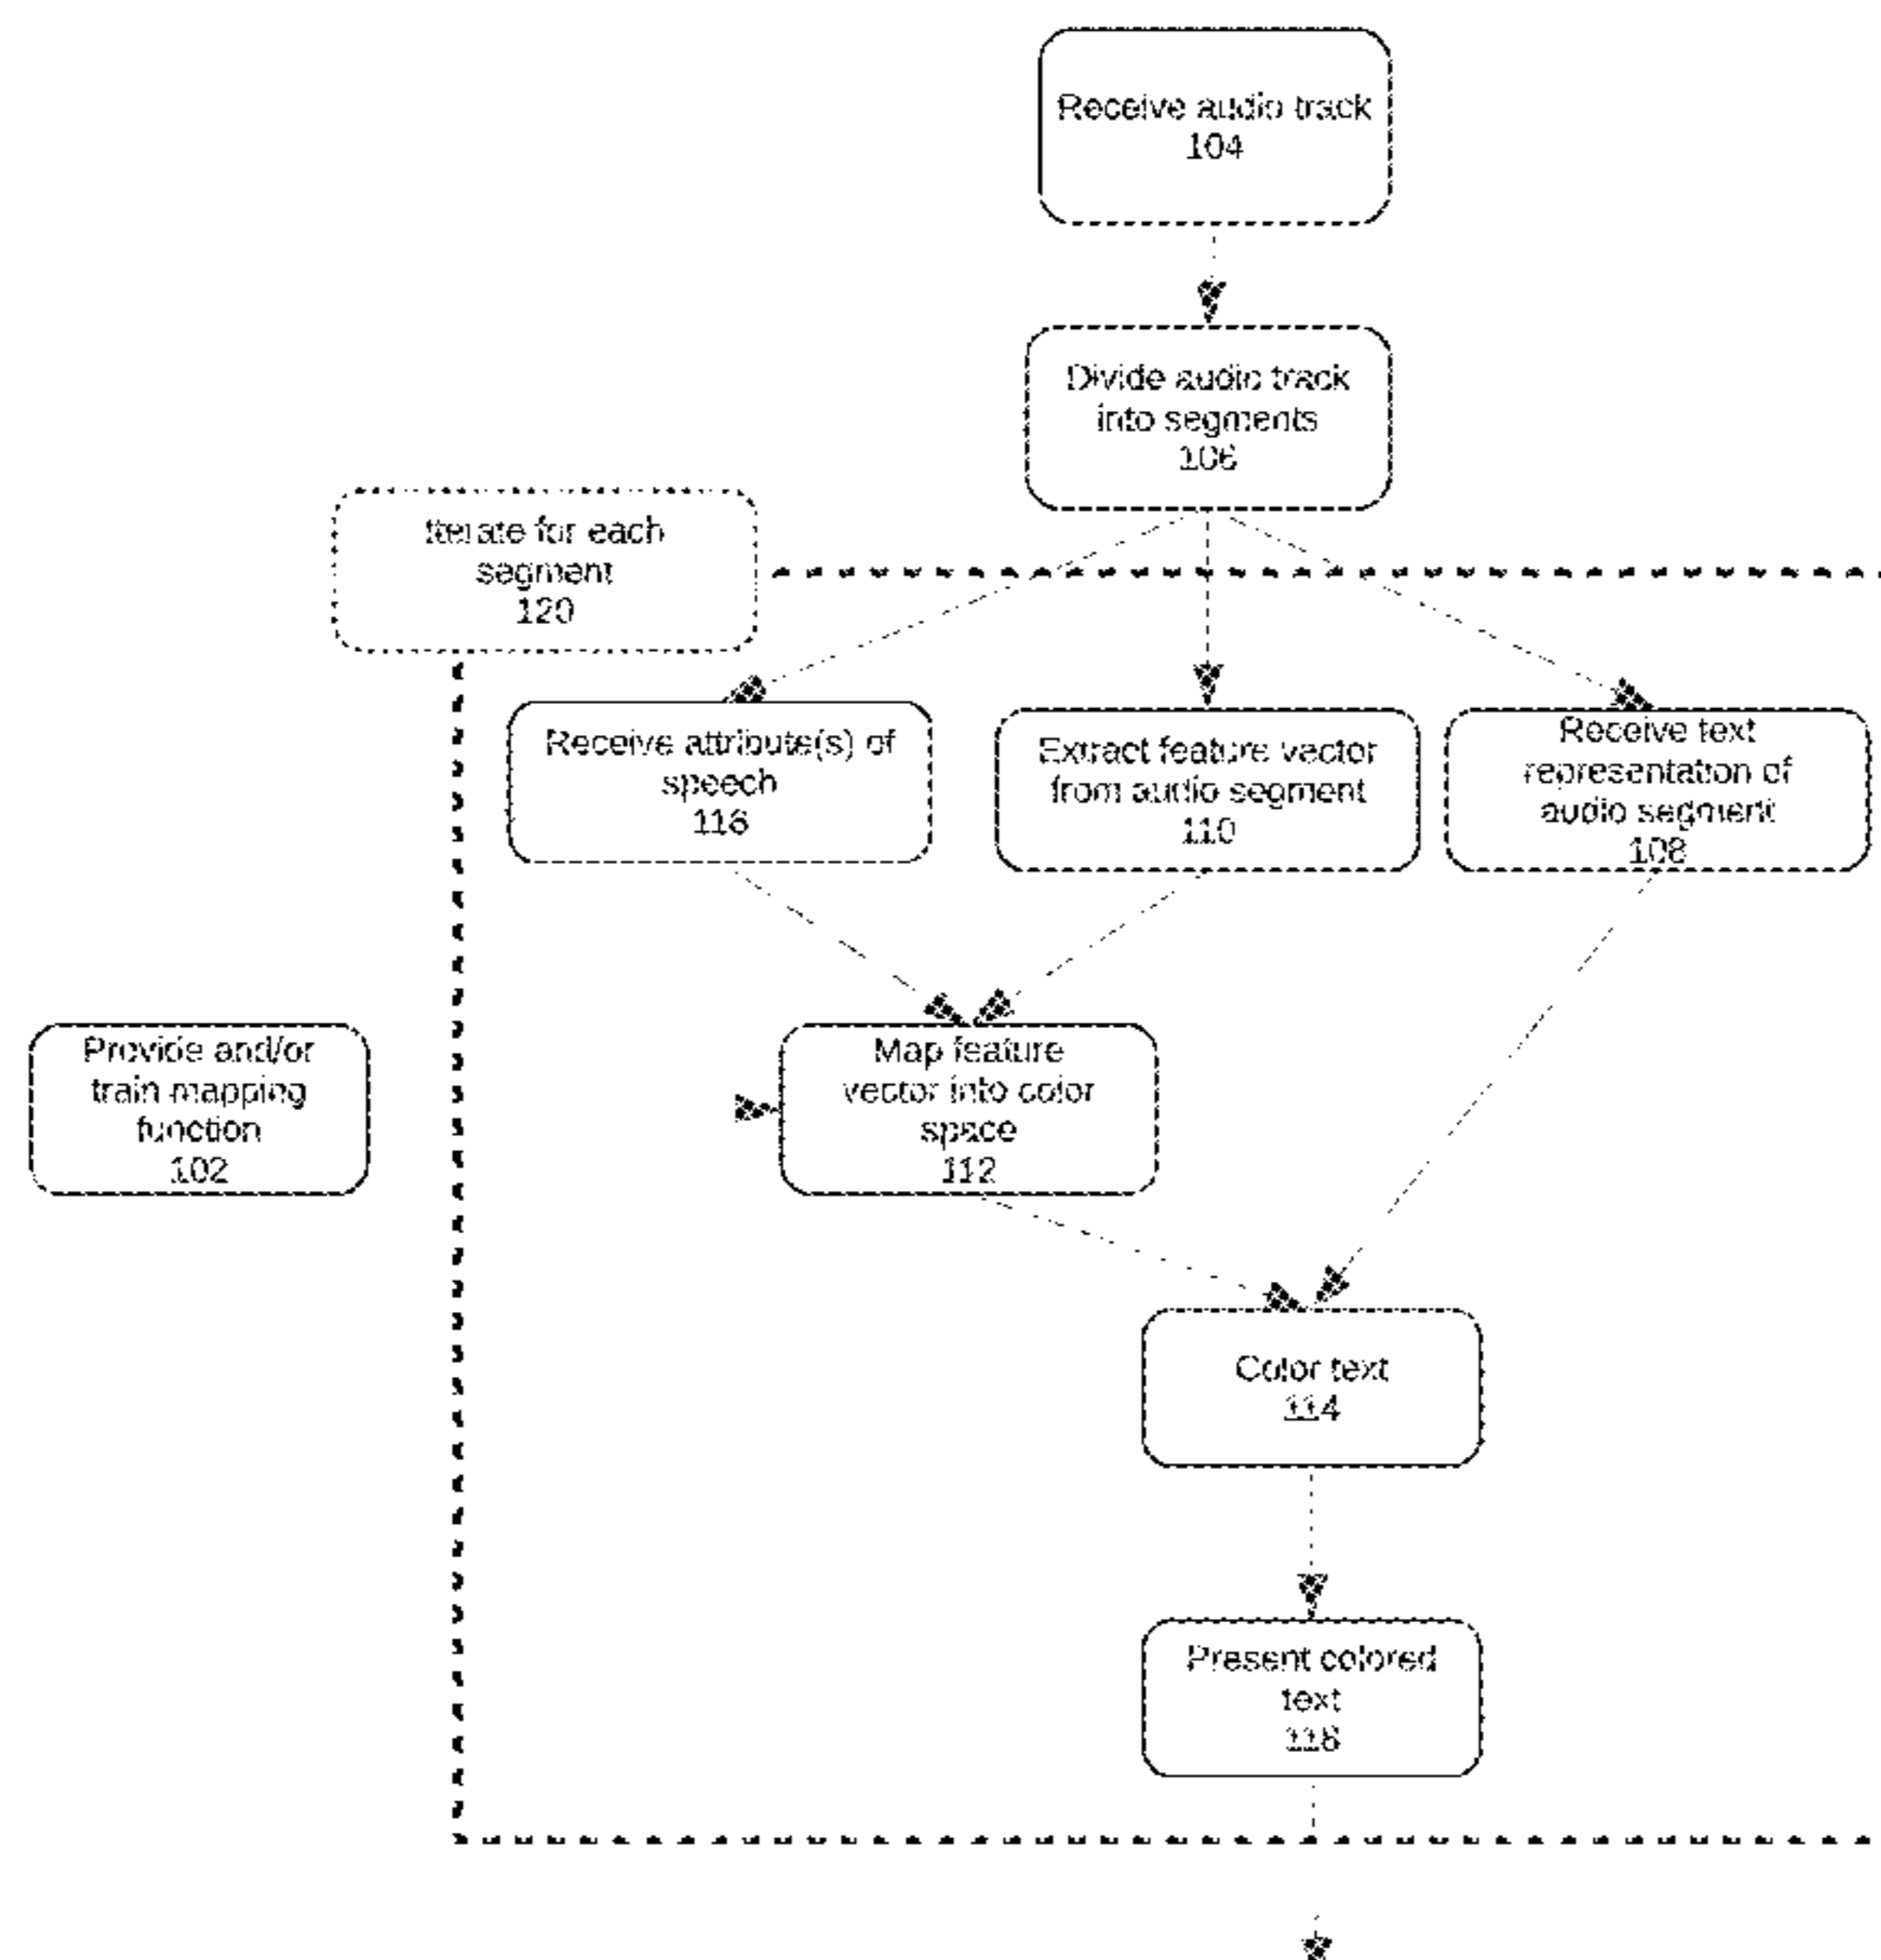 Receive audio track
104
Divide audio track
into segments
106
Iterate for each
segment
120
Receive attribute(s) of
speech
Extract feature vector
from audio segment
110
Receive text
representation of
audio segment
108
Provide and/or
train mapping
function
102
Map feature
vector into color
space
112
Color text
114
Present colored
text